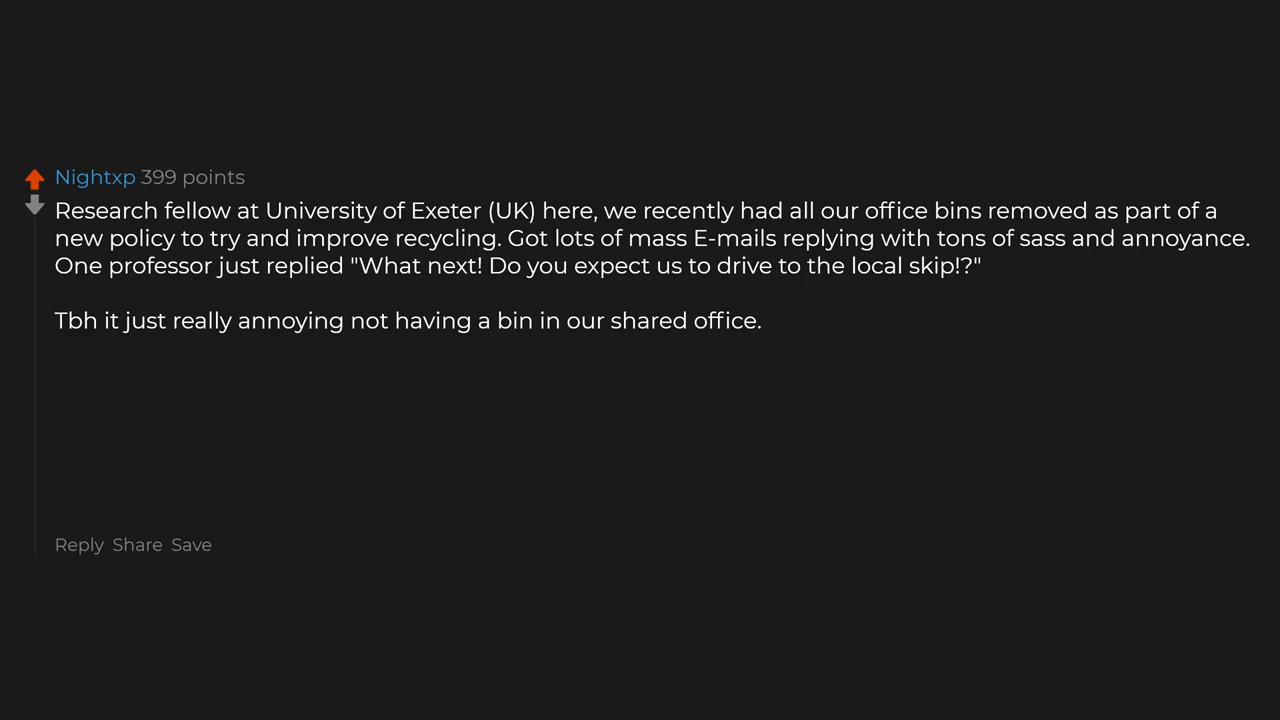 Nightxp 399 points
Research fellow at University of Exeter (UK) here, we recently had all our office bins removed as part of a
new policy to try and improve recycling. Got lots of mass E-mails replying with tons of sass and annoyance.
One professor just replied "What next! Do you expect us to drive to the local skip!?"
Tbh it just really annoying not having a bin in our shared office.
Reply Share Save